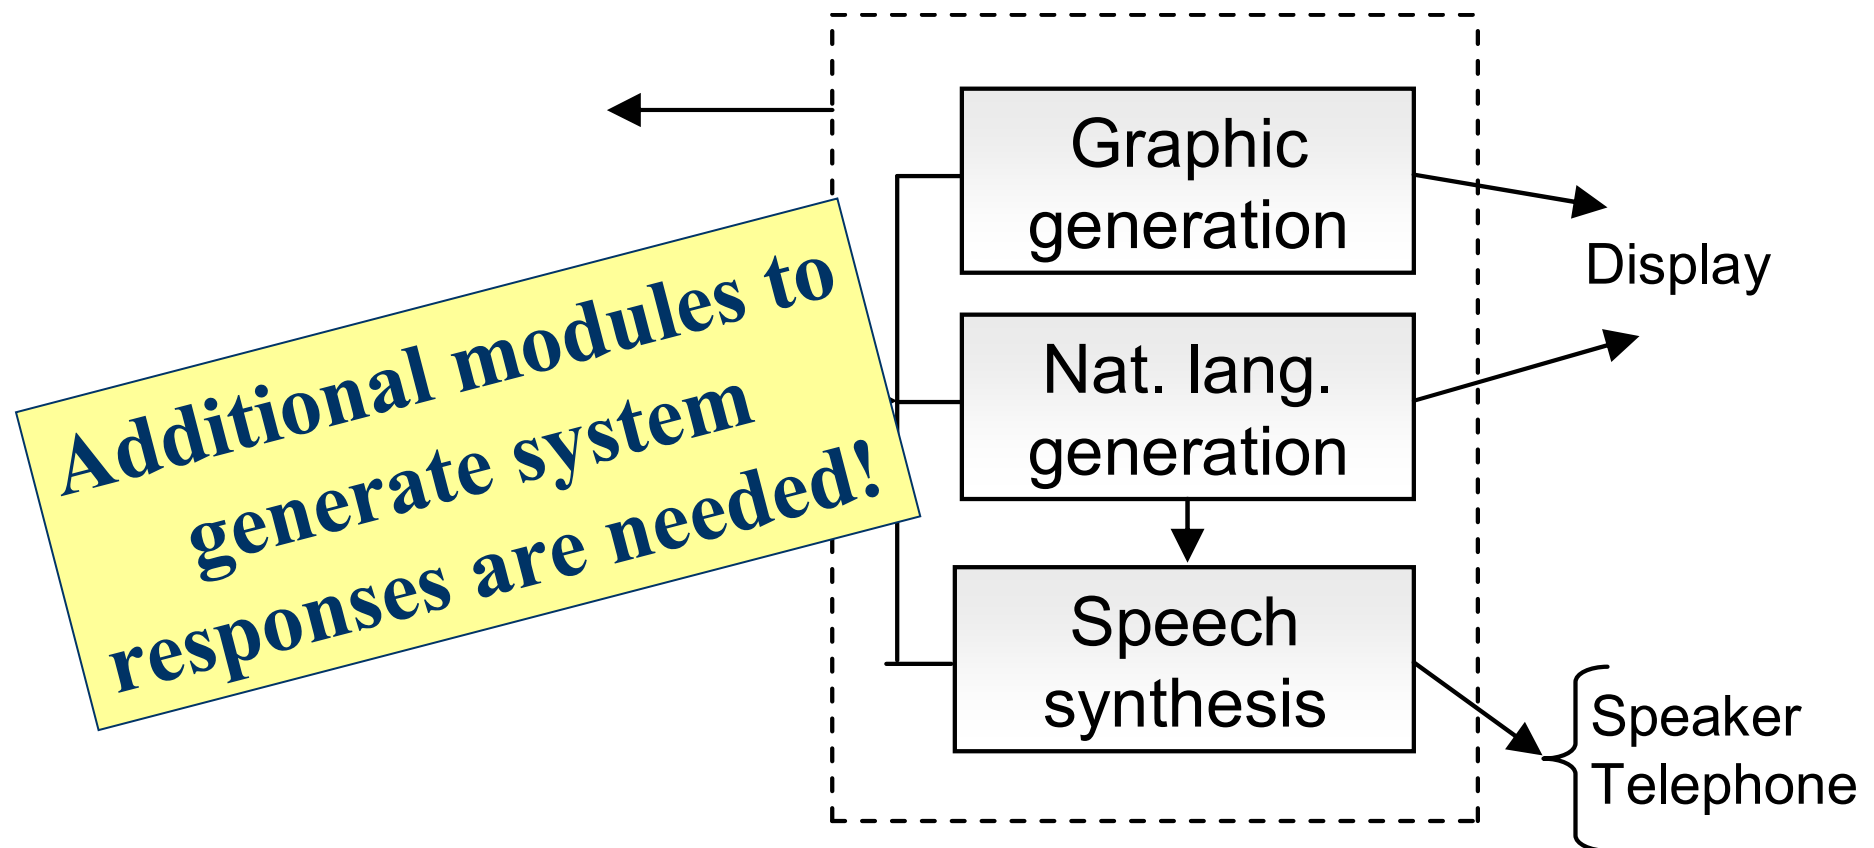 Graphic
generation
Display
Additional modules to
generate system
responses are needed!
Nat. lang.
generation
Speech
synthesis
Speaker
Telephone